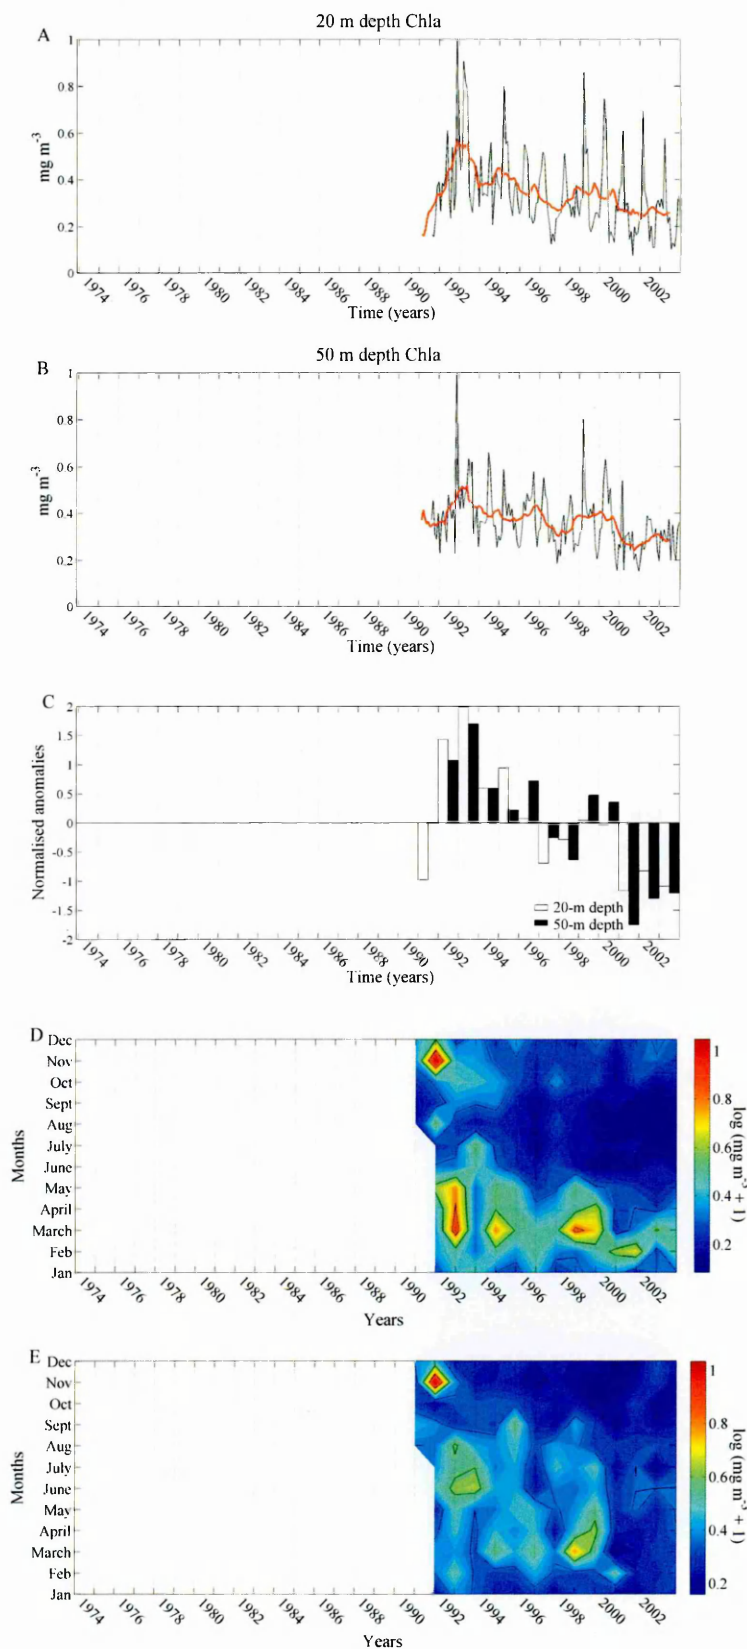 20 m depth Chla
A
1
0.8
0.6
0.4
0.2
0
mg m-3
1974 1976 1978 1980 1982 1984 1986 1988 1990 1992 1994 1996 1998 2000 2002
Time (years)
50 m depth Chla
B
1
0.8
0.6
0.4
0.2
0
mg m-3
1974 1976 1978 1980 1982 1984 1986 1988 1990 1992 1994 1996 1998 2000 2002
Time (years)
C
2
1.5
1
0.5
0
-0.5
-1
-1.5
-2
Normalised anomalies
20-m depth
50-m depth
1974 1976 1978 1980 1982 1984 1986 1988 1990 1992 1994 1996 1998 2000 2002
Time (years)
D
Dec
Nov
Oct
Sept
Aug
July
June
May
April
March
Feb
Jan
Months
1
0.8
0.6
0.4
0.2
log (mg m-3 + 1)
1974 1976 1978 1980 1982 1984 1986 1988 1990 1992 1994 1996 1998 2000 2002
Years
E
Dec
Nov
Oct
Sept
Aug
July
June
May
April
March
Feb
Jan
Months
1
0.8
0.6
0.4
0.2
log (mg m-3 + 1)
1974 1976 1978 1980 1982 1984 1986 1988 1990 1992 1994 1996 1998 2000 2002
Years